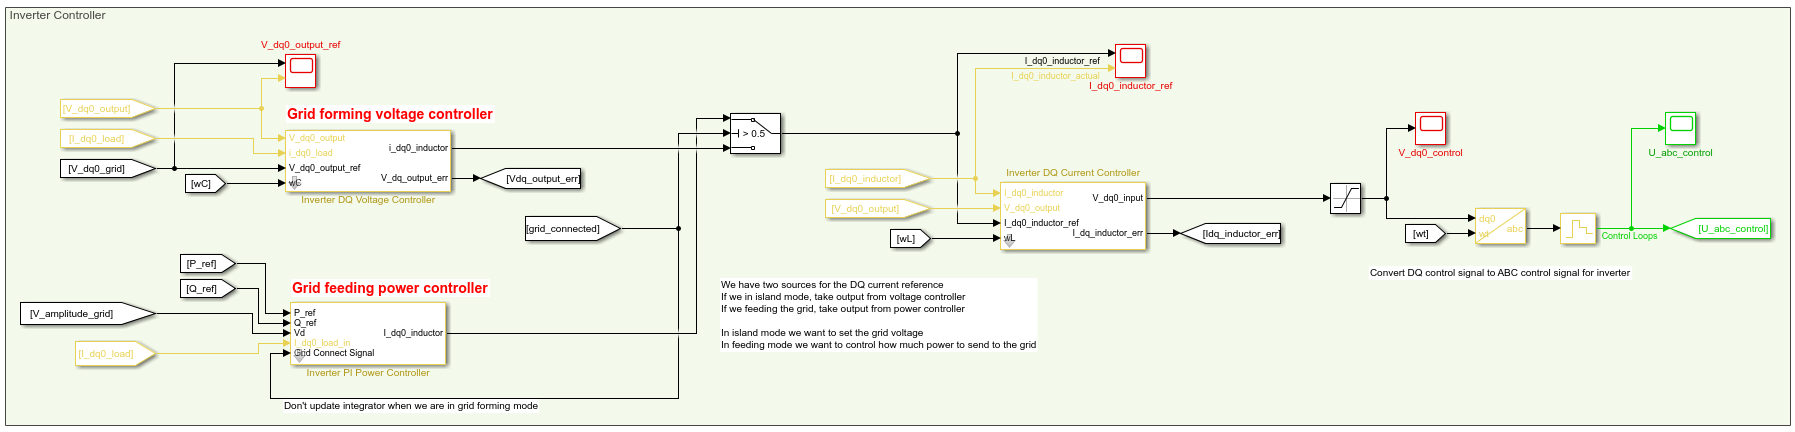 Inverter Controller
V_dq0_output_ref
[V_dq0_output]
[I_dq0_load]
[V_dq0_grid]
[wC]
Grid forming voltage controller
V_dq0_output
i_dq0_load
V_dq0_output_ref
wC
i_dq0_inductor
V_dq_output_err
Inverter DQ Voltage Controller
[Vdq_output_err]
[grid_connected]
> 0.5
[P_ref]
[Q_ref]
[V_amplitude_grid]
[I_dq0_load]
Grid feeding power controller
P_ref
Q_ref
Vd
I_dq0_load_in
Grid Connect Signal
I_dq0_inductor
Inverter PI Power Controller
Don't update integrator when we are in grid forming mode
I_dq0_inductor_ref
I_dq0_inductor_actual
I_dq0_inductor_ref
[I_dq0_inductor]
[V_dq0_output]
[wL]
Inverter DQ Current Controller
I_dq0_inductor
V_dq0_output
I_dq0_inductor_ref
wL
V_dq0_input
I_dq_inductor_err
[Idq_inductor_err]
We have two sources for the DQ current reference
If we in island mode, take output from voltage controller
If we feeding the grid, take output from power controller
In island mode we want to set the grid voltage
In feeding mode we want to control how much power to send to the grid
V_dq0_control
[wt]
dq0
wt
abc
U_abc_control
Control Loops
[U_abc_control]
Convert DQ control signal to ABC control signal for inverter